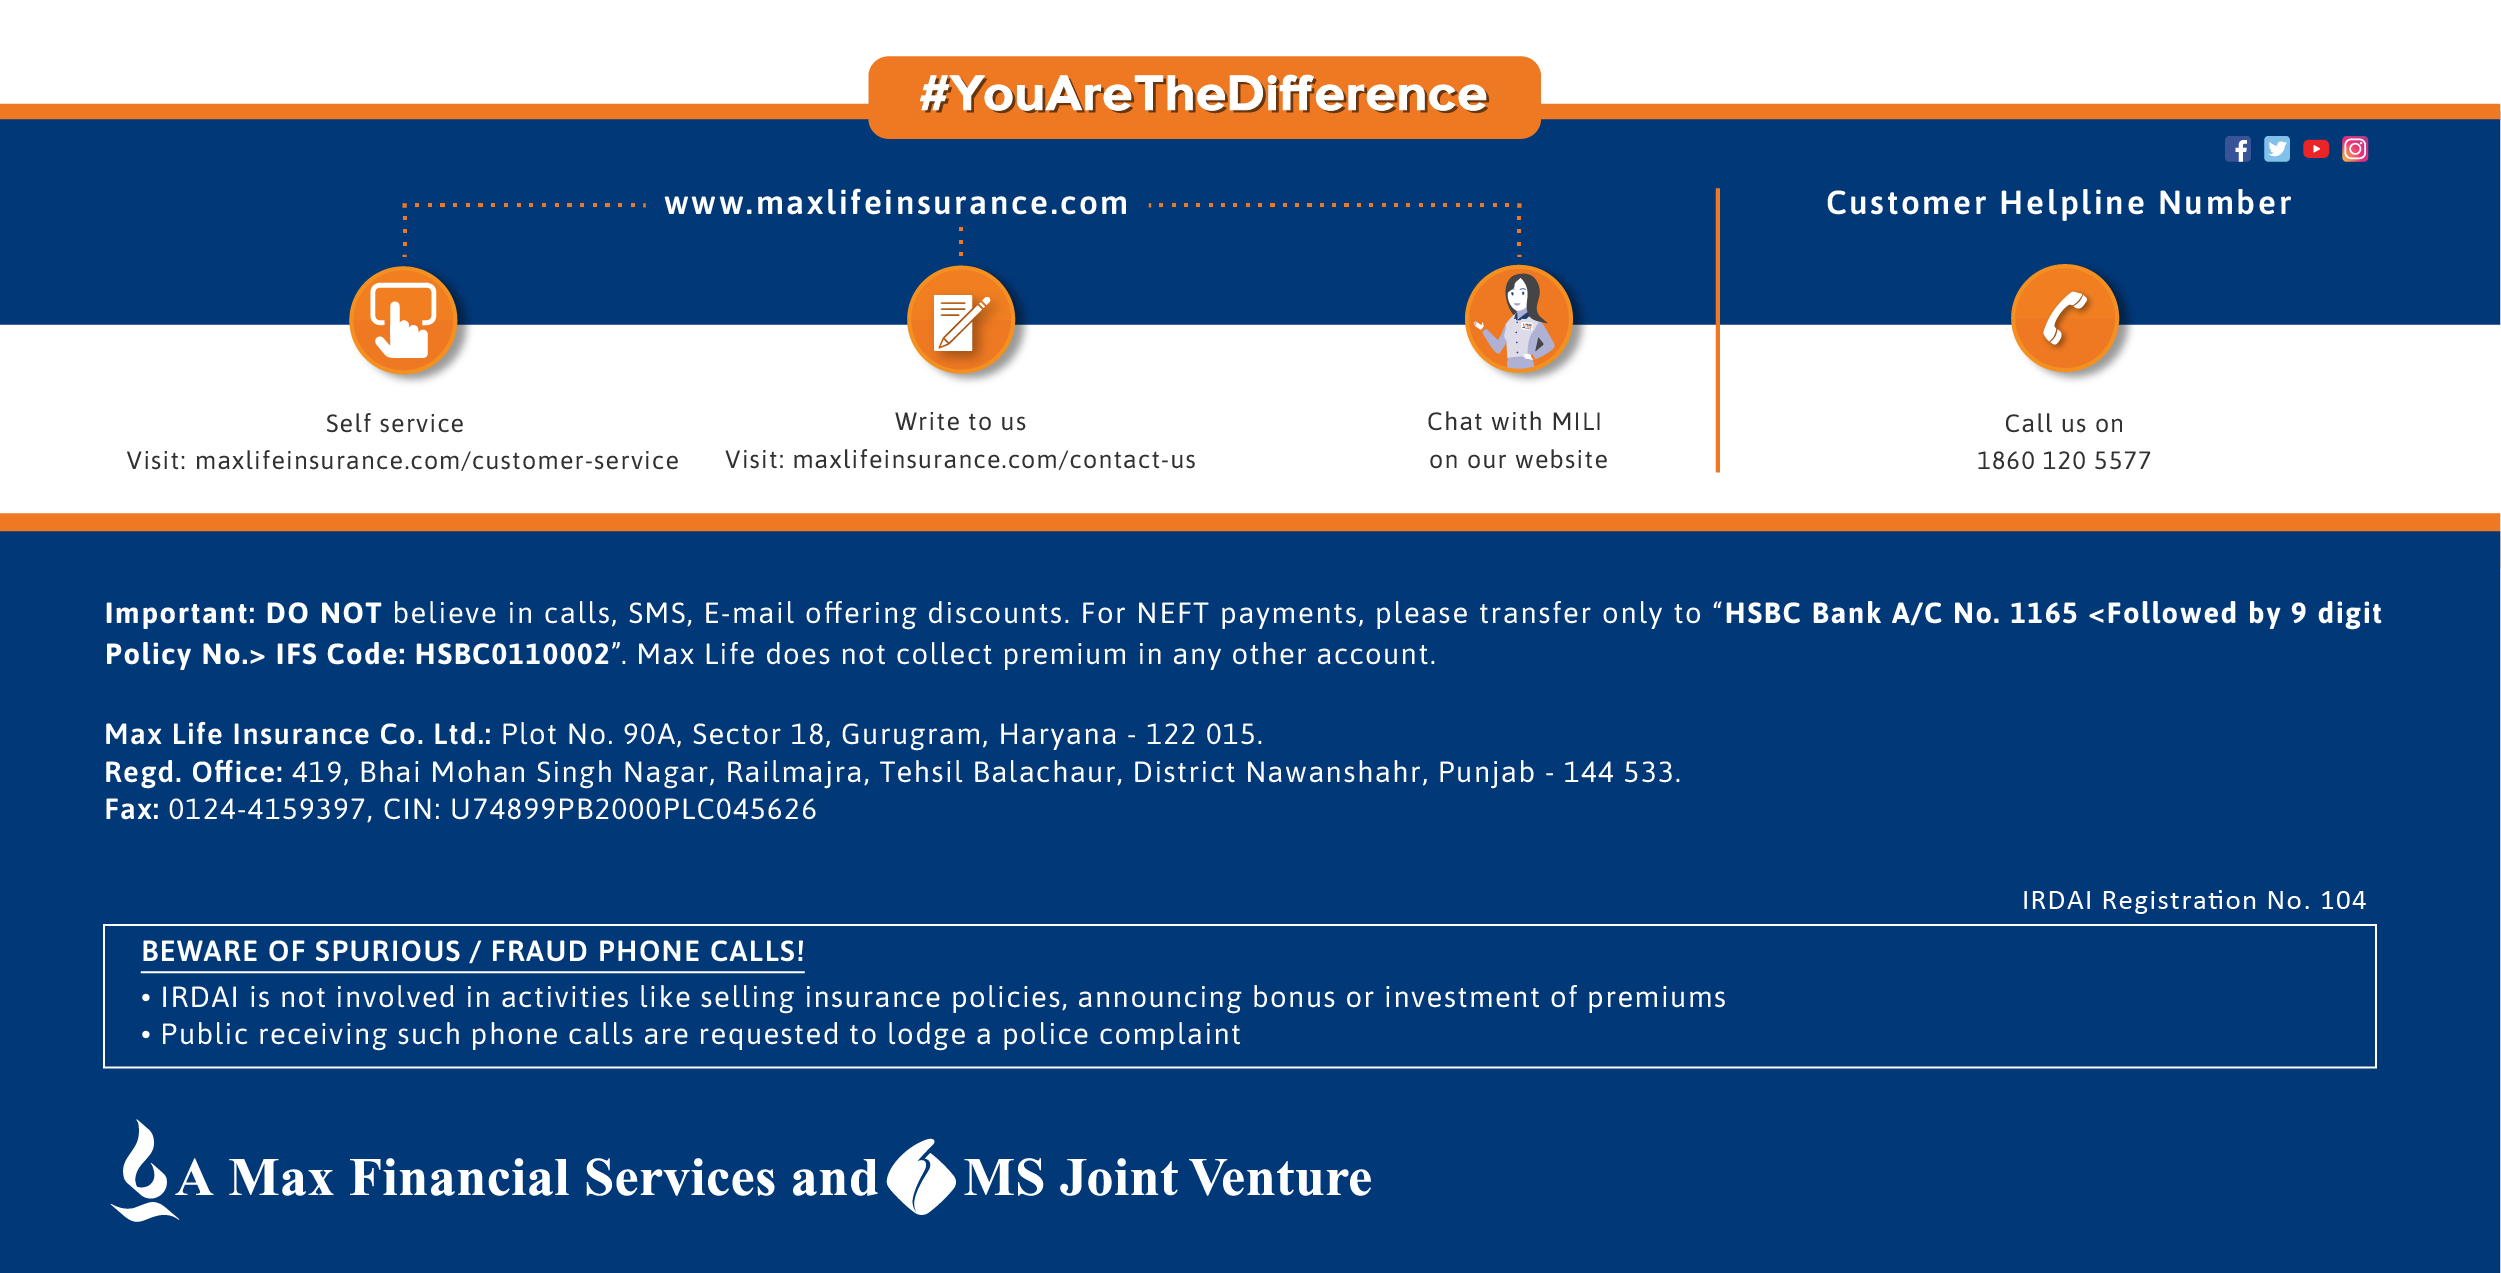 #YouAreTheDifference
www.maxlifeinsurance.com
Customer Helpline Number
Self service
Visit: maxlifeinsurance.com/customer-service
Write to us
Visit: maxlifeinsurance.com/contact-us
Chat with MILI
on our website
Call us on
1860 120 5577
Important: DO NOT believe in calls, SMS, E-mail offering discounts. For NEFT payments, please transfer only to “HSBC Bank A/C No. 1165 <Followed by 9 digit
Policy No.> IFS Code: HSBC0110002”. Max Life does not collect premium in any other account.
Max Life Insurance Co. Ltd.: Plot No. 90A, Sector 18, Gurugram, Haryana - 122 015.
Regd. Office: 419, Bhai Mohan Singh Nagar, Railmajra, Tehsil Balachaur, District Nawanshahr, Punjab - 144 533.
Fax: 0124-4159397, CIN: U74899PB2000PLC045626
IRDAI Registration No. 104
BEWARE OF SPURIOUS / FRAUD PHONE CALLS!
• IRDAI is not involved in activities like selling insurance policies, announcing bonus or investment of premiums
• Public receiving such phone calls are requested to lodge a police complaint
A Max Financial Services and MS Joint Venture